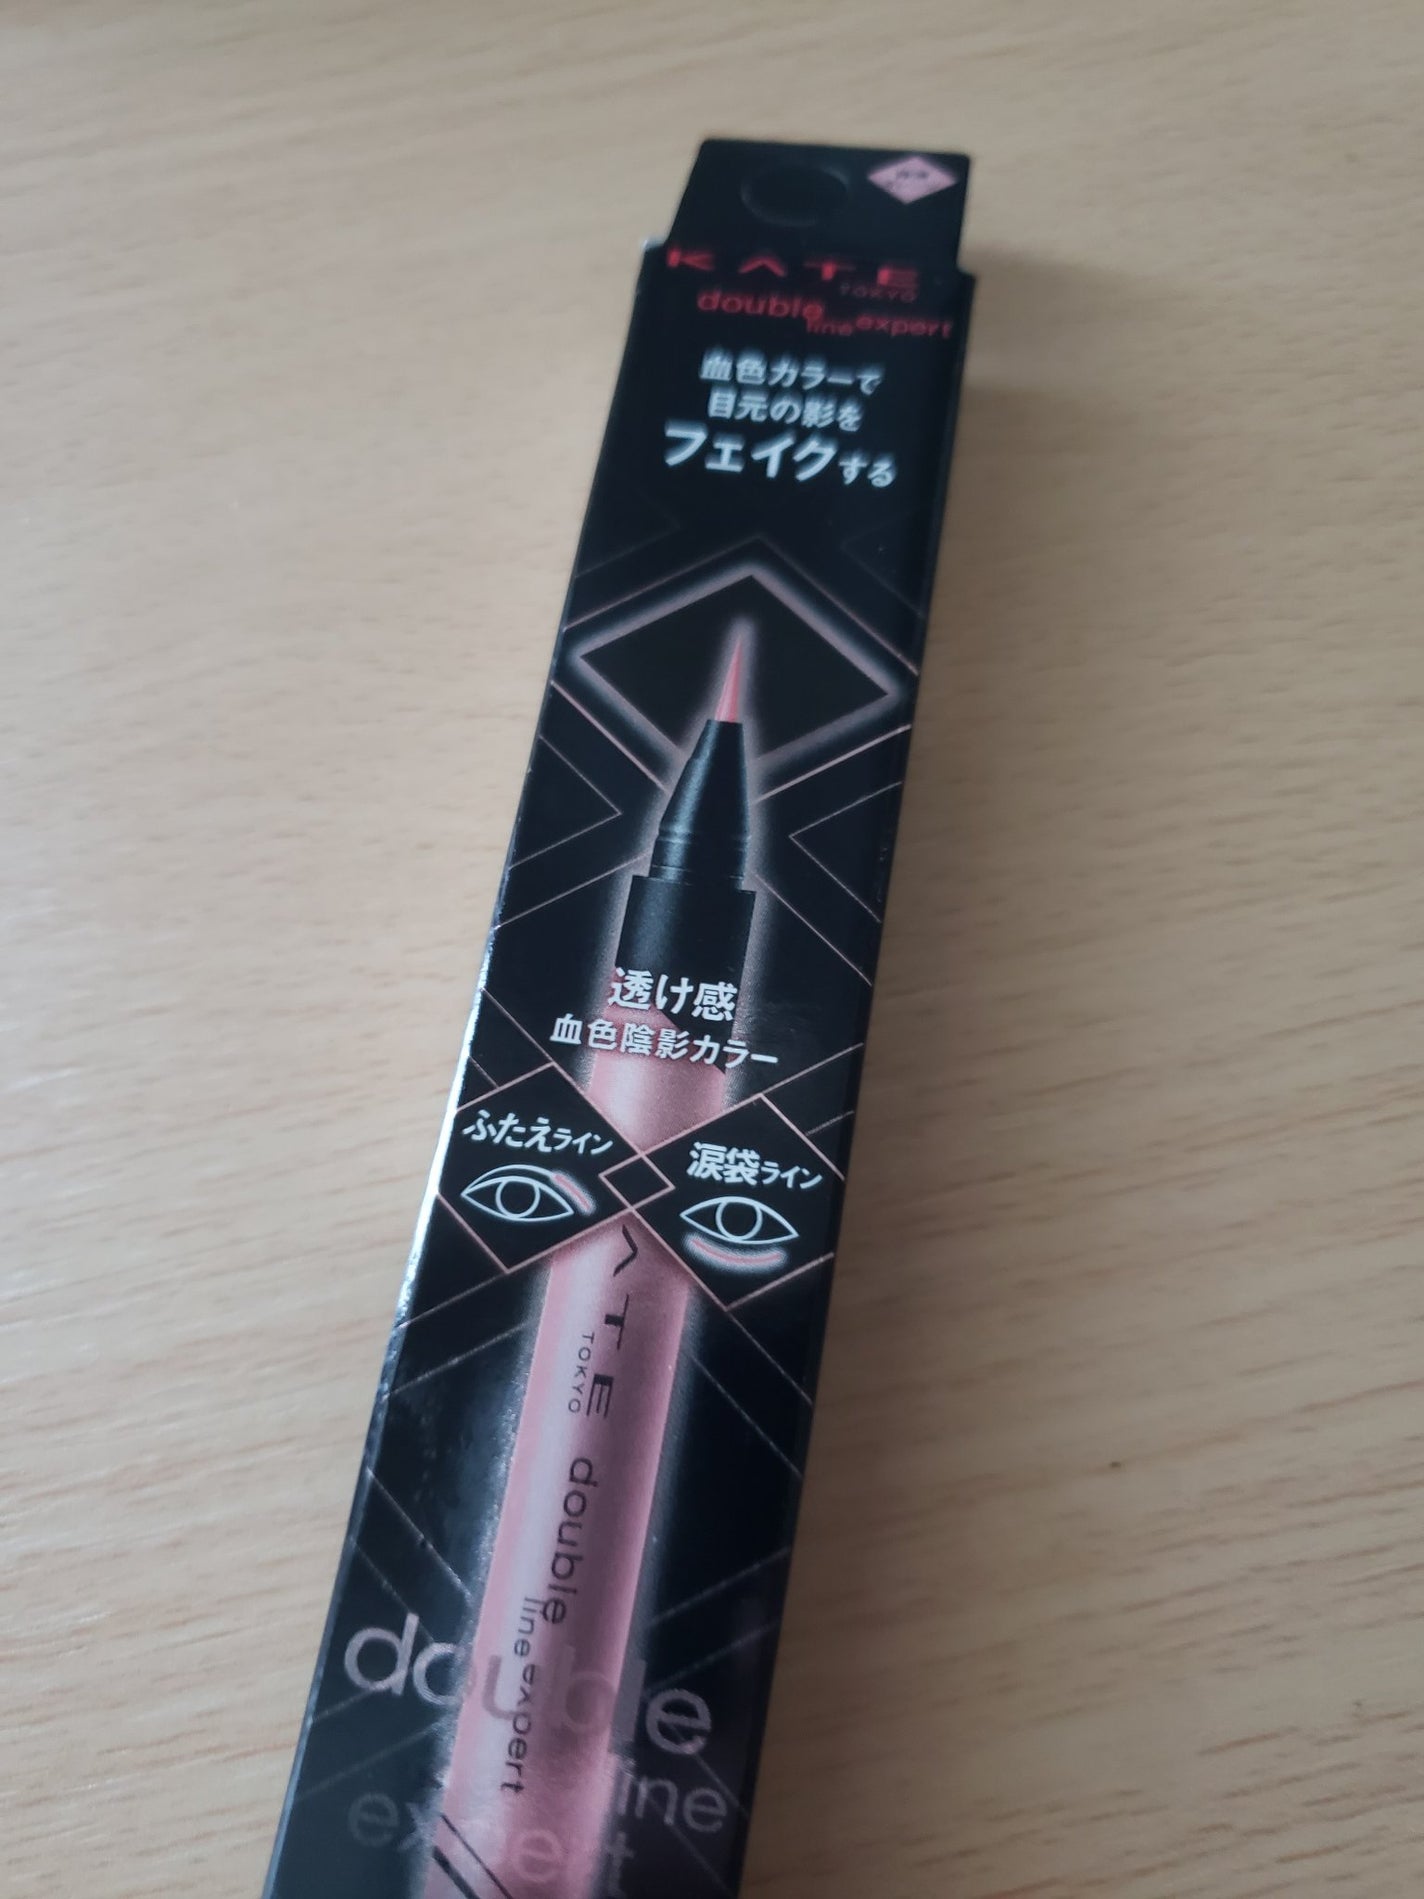 KATE
TOKYO
double
line expert
血色カラーで
目元の影を
フェイクする
透け感
血色陰影カラー
ふたえライン
涙袋ライン
ATE
TOKYO
double
line expert
double
line
expert